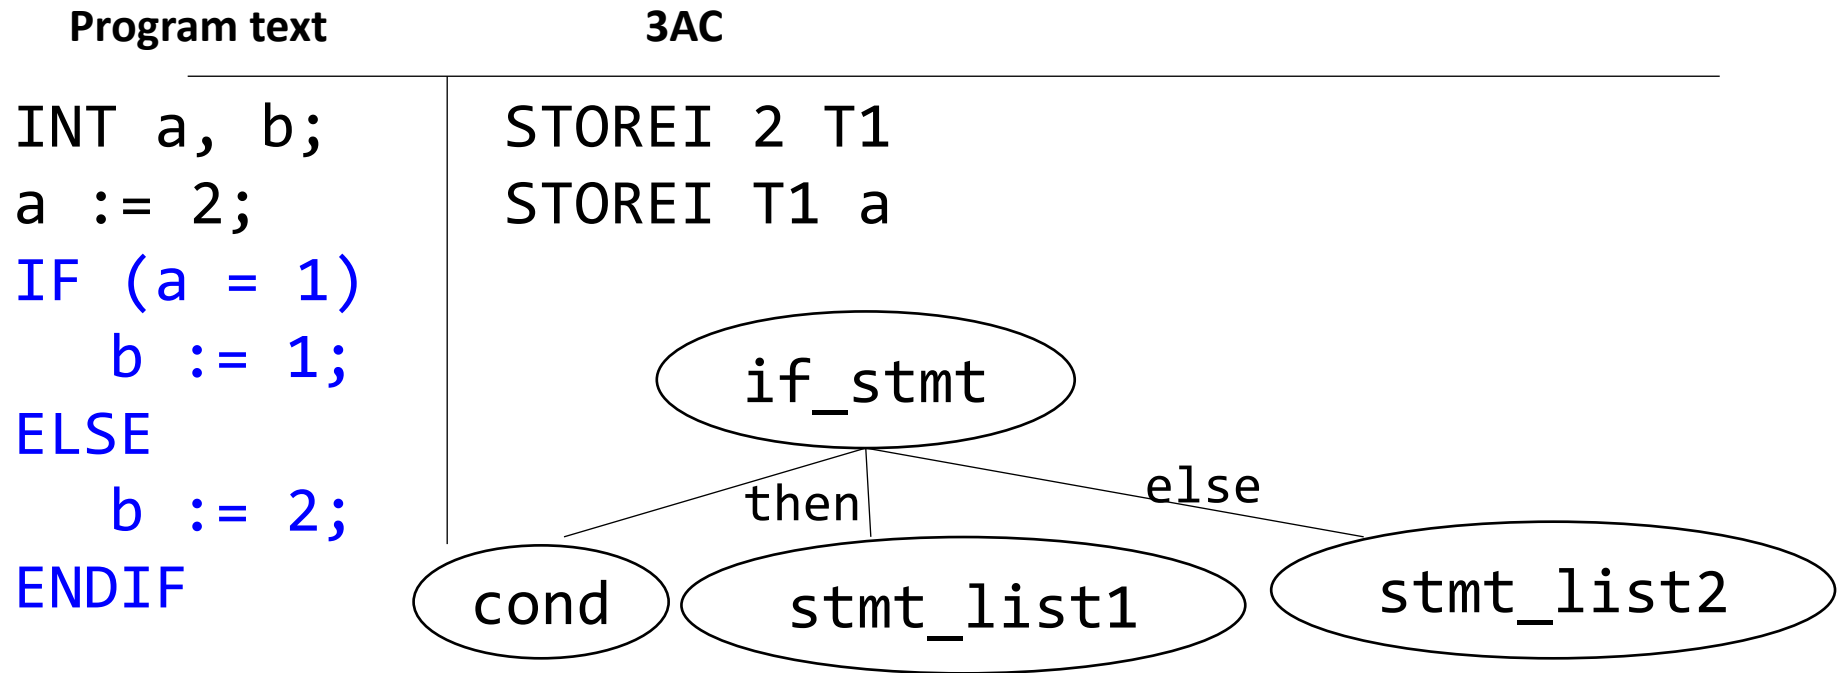 Program text 3AC
INT a, b; STOREI 2 T1
a := 2; STOREI T1 a
IF (a = 1)
b := 1;
if_stmt
ELSE
then else
b := 2;
ENDIF
cond stmt_list1 stmt_list2